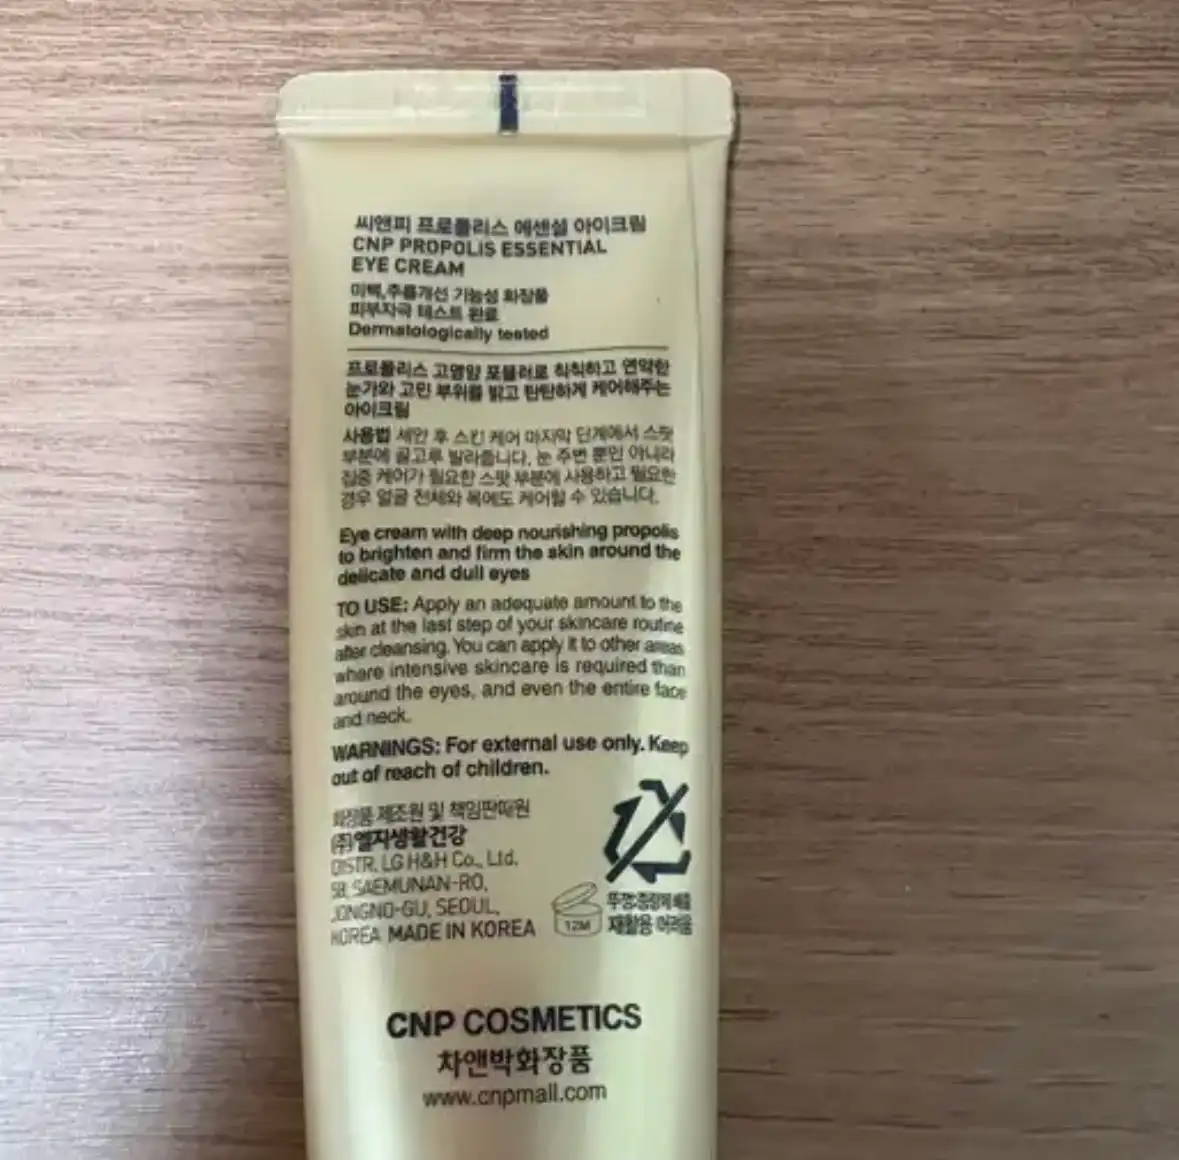 씨앤피 프로폴리스 에센셜 아이크림
CNP PROPOLIS ESSENTIAL
EYE CREAM
미백,주름개선 기능성 화장품
피부자극 테스트 완료
Dermatologically tested
프로폴리스 고영양 포뮬러로 칙칙하고 연약한
눈가와 고민 부위를 밝고 탄탄하게 케어해주는
아이크림
사용법 세안 후 스킨 케어 마지막 단계에서 스팟
부분에 골고루 발라줍니다. 눈 주변 뿐만 아니라
집중 케어가 필요한 스팟 부분에 사용하고 필요한
경우 얼굴 전체와 목에도 케어할 수 있습니다.
Eye cream with deep nourishing propolis
to brighten and firm the skin around the
delicate and dull eyes
TO USE: Apply an adequate amount to the
skin at the last step of your skincare routine
after cleansing. You can apply it to other areas
where intensive skincare is required than
around the eyes, and even the entire face
and neck.
WARNINGS: For external use only. Keep
out of reach of children.
화장품 제조원 및 책임판매원
(주)엘지생활건강
DISTR. LG H&H Co., Ltd.
58, SAEMUNAN-RO,
JONGNO-GU, SEOUL,
KOREA MADE IN KOREA
12M
재활용 어려움
CNP COSMETICS
차앤박화장품
www.cnpmall.com